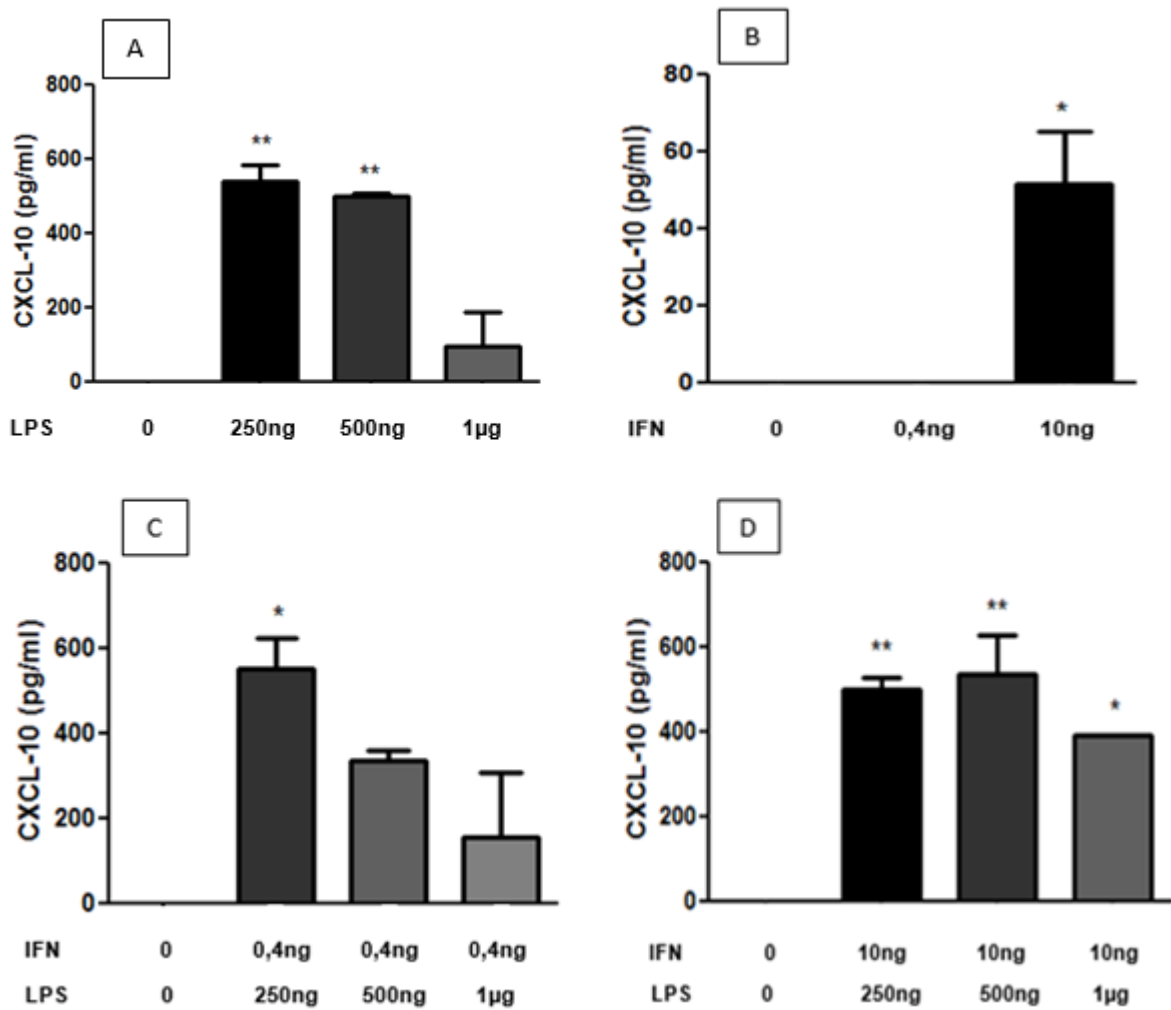 A
CXCL-10 (pg/ml)
800
600
400
200
0
** **
LPS 0 250ng 500ng 1µg
B
CXCL-10 (pg/ml)
80
60
40
20
0
*
IFN 0 0,4ng 10ng
C
CXCL-10 (pg/ml)
800
600
400
200
0
*
IFN 0 0,4ng 0,4ng 0,4ng
LPS 0 250ng 500ng 1µg
D
CXCL-10 (pg/ml)
800
600
400
200
0
** ** *
IFN 0 10ng 10ng 10ng
LPS 0 250ng 500ng 1µg